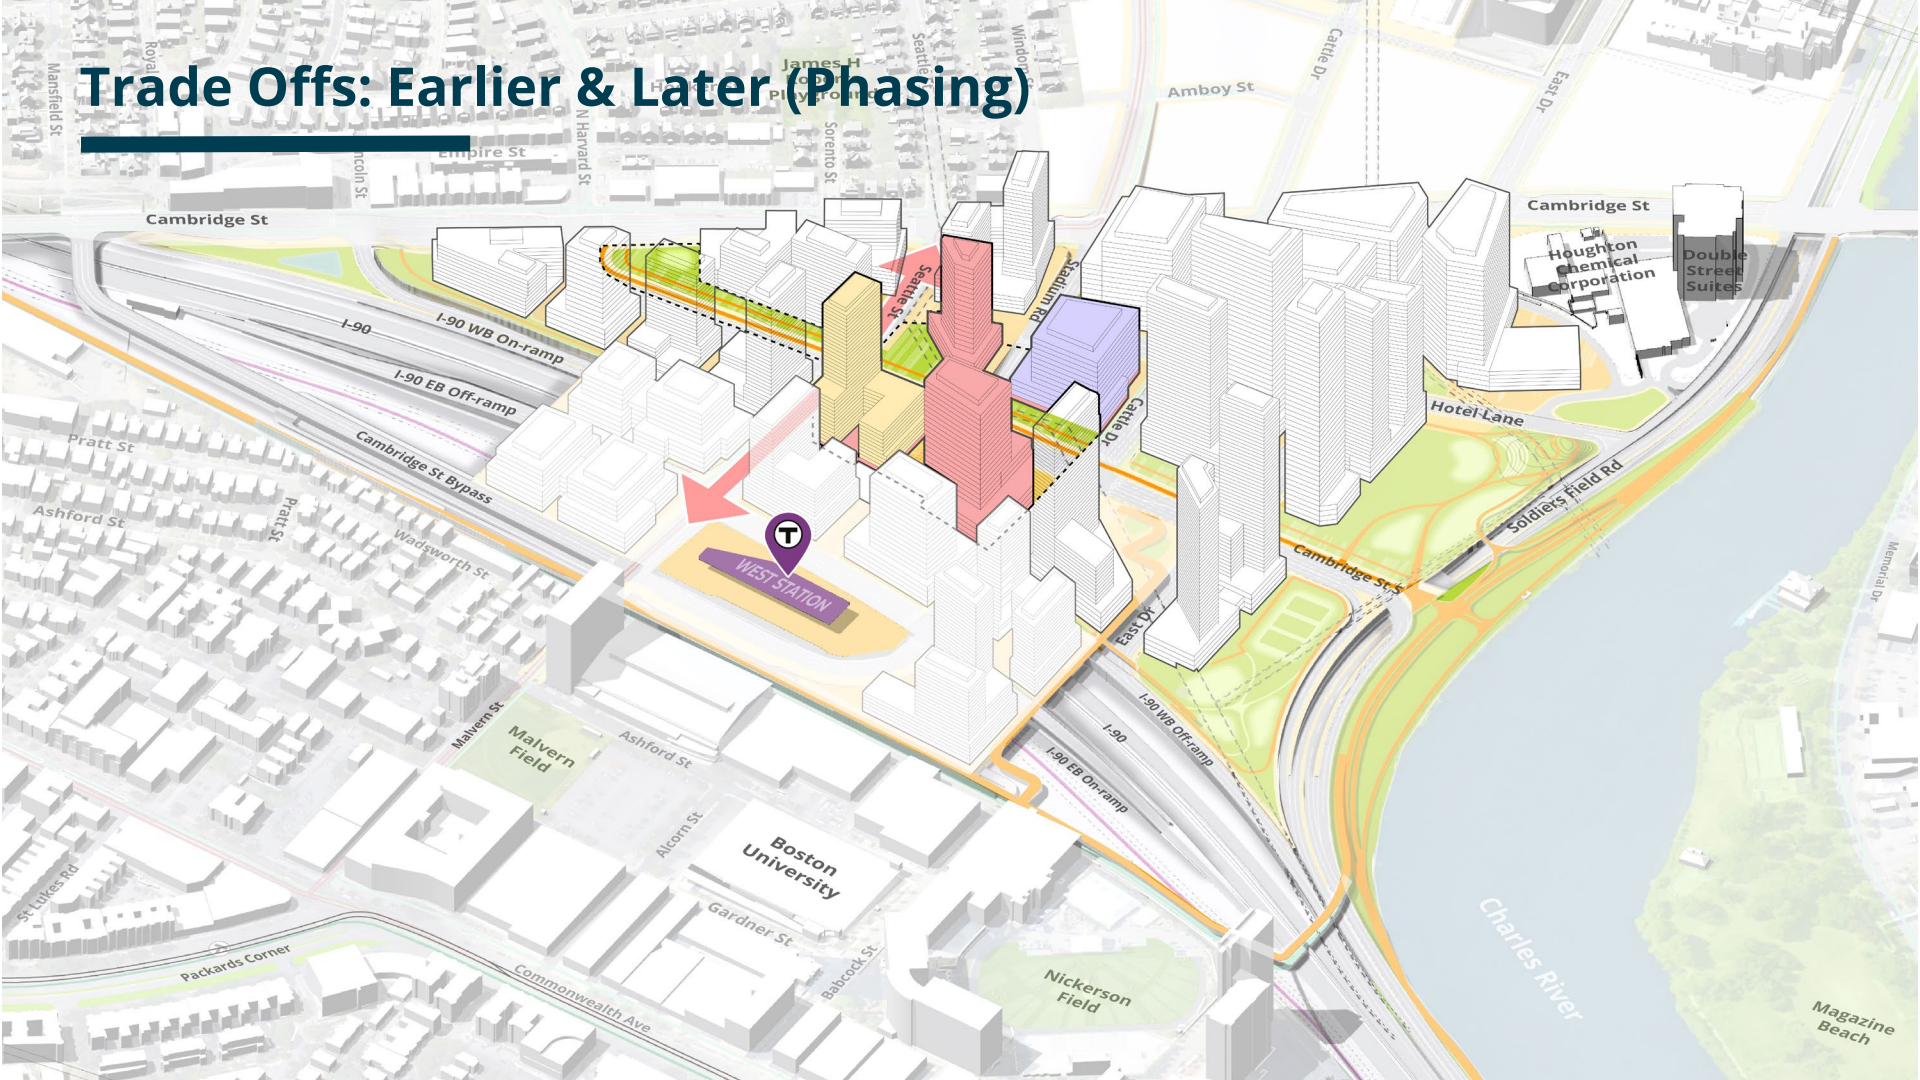 Trade Offs: Earlier & Later (Phasing)
Mansfield St
N Harvard St
Empire St
Sorento St
James H
Playground
Cattle Dr
East Dr
Amboy St
Cambridge St
Cambridge St
Houghton
Chemical
Corporation
Double
Street
Suites
Seattle St
Stadium Rd
I-90
I-90 WB On-ramp
I-90 EB Off-ramp
Cambridge St Bypass
Cattle Dr
Hotel Lane
Soldiers Field Rd
Pratt St
Ashford St
Pratt St
Wadsworth St
T
WEST STATION
Cambridge St S
East Dr
Memorial Dr
I-90 WB Off-ramp
I-90
I-90 EB On-ramp
Malvern St
Malvern
Field
Ashford St
Alcorn St
Boston
University
St Lukes Rd
Gardner St
Babcock St
Packards Corner
Commonwealth Ave
Nickerson
Field
Charles River
Magazine
Beach